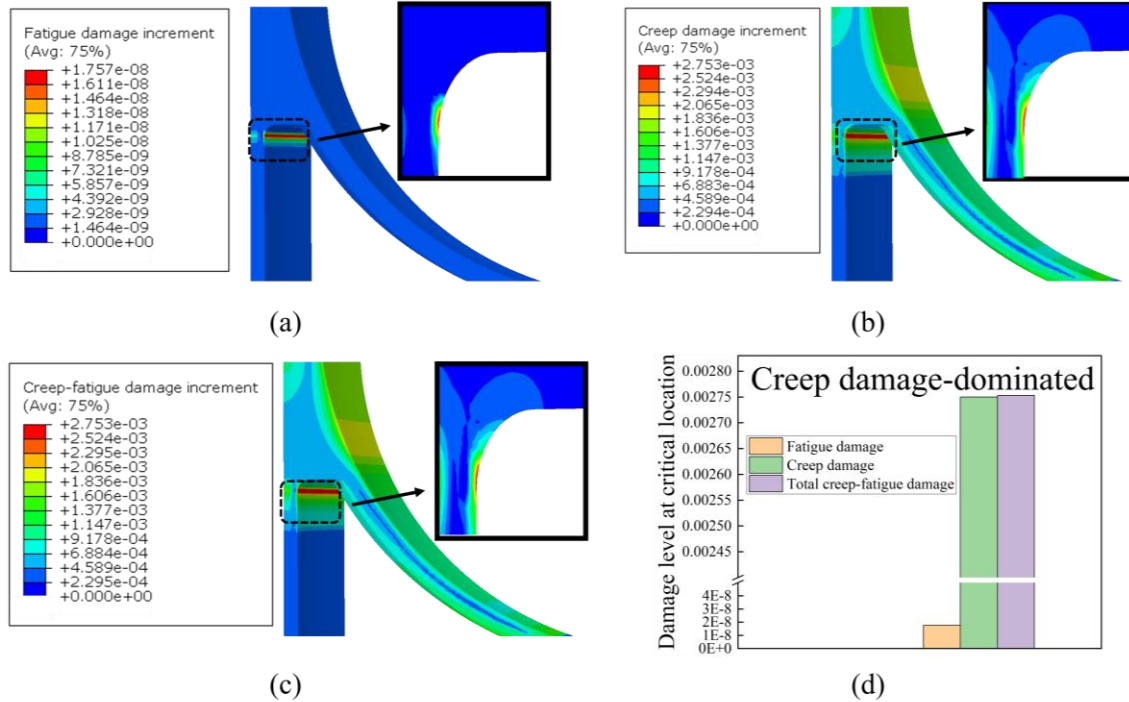 Fatigue damage increment
(Avg: 75%)
+1.757e-08
+1.611e-08
+1.464e-08
+1.318e-08
+1.171e-08
+1.025e-08
+8.785e-09
+7.321e-09
+5.857e-09
+4.392e-09
+2.928e-09
+1.464e-09
+0.000e+00
(a)
Creep damage increment
(Avg: 75%)
+2.753e-03
+2.524e-03
+2.294e-03
+2.065e-03
+1.836e-03
+1.606e-03
+1.377e-03
+1.147e-03
+9.178e-04
+6.883e-04
+4.589e-04
+2.294e-04
+0.000e+00
(b)
Creep-fatigue damage increment
(Avg: 75%)
+2.753e-03
+2.524e-03
+2.295e-03
+2.065e-03
+1.836e-03
+1.606e-03
+1.377e-03
+1.147e-03
+9.178e-04
+6.884e-04
+4.589e-04
+2.295e-04
+0.000e+00
(c)
Damage level at critical location
0.00280
0.00275
0.00265
0.00260
0.00255
0.00250
0.00245
4E-8
3E-8
2E-8
1E-8
0E+0
Creep damage-dominated
Fatigue damage
Creep damage
Total creep-fatigue damage
(d)